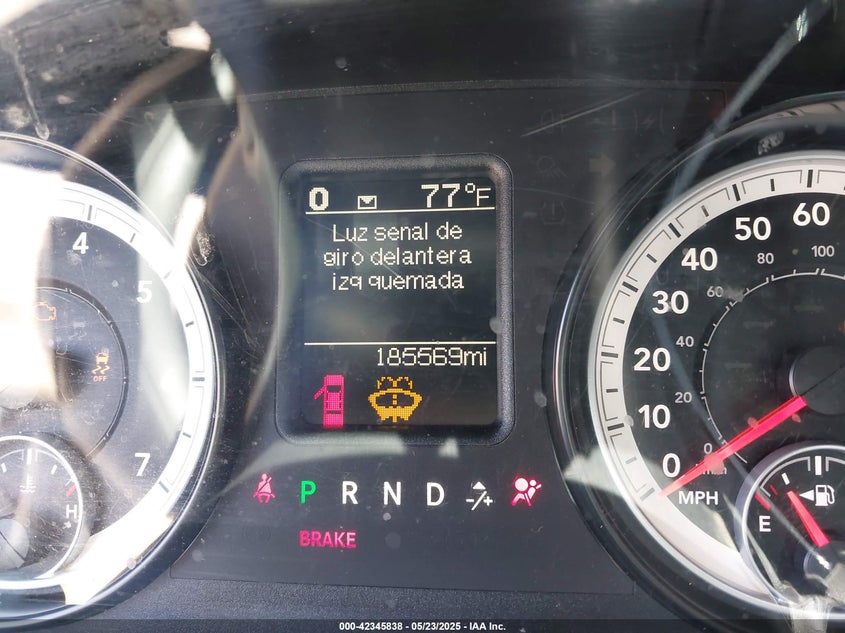 0 77°F
Luz senal de
giro delantera
izq quemada
185569mi
4
5
7
OFF
H
P R N D
BRAKE
60
50
40
30
20
10
0
MPH
100
80
60
40
20
0
E
000-42345838 - 05/23/2025 - IAA Inc.